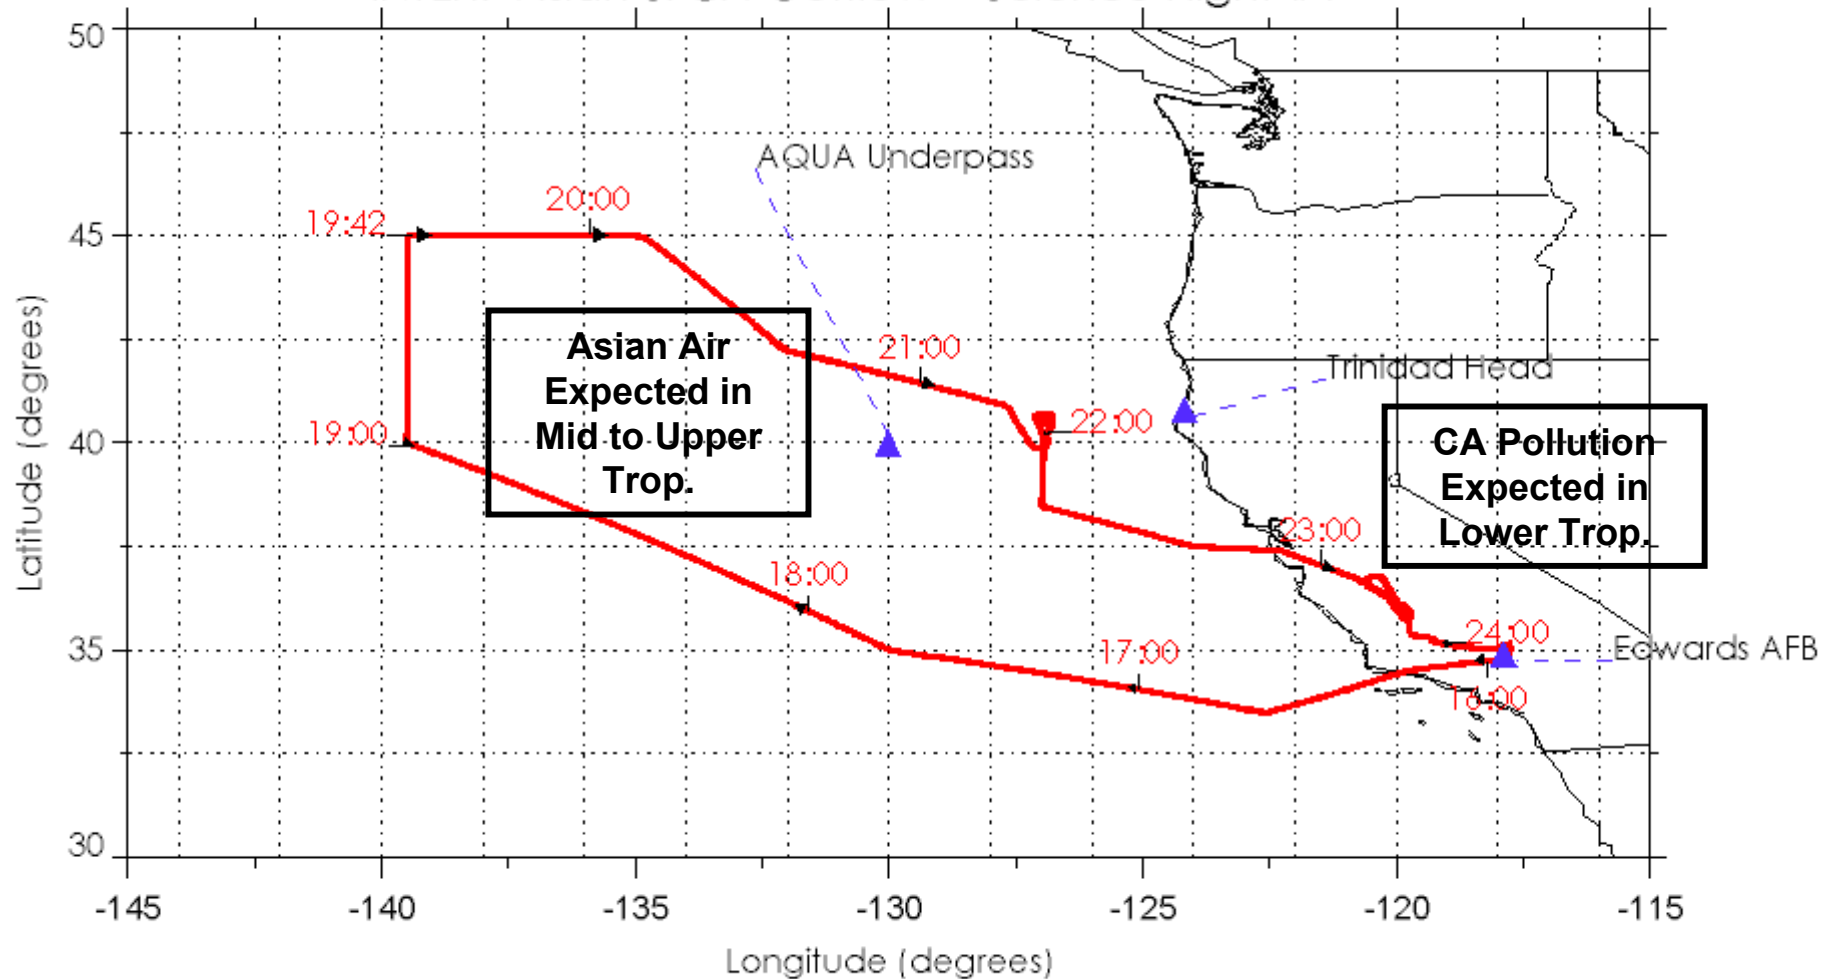 50
AQUA Underpass
20:00
19:42
45
Asian Air
Expected in
Mid to Upper
Trop.
21:00
Trinidad Head
19:00
40
22:00
CA Pollution
Expected in
Lower Trop.
23:00
18:00
17:00
24:00
35
Edwards AFB
16:00
30
-145
-140
-135
-130
-125
-120
-115
Longitude (degrees)
Latitude (degrees)